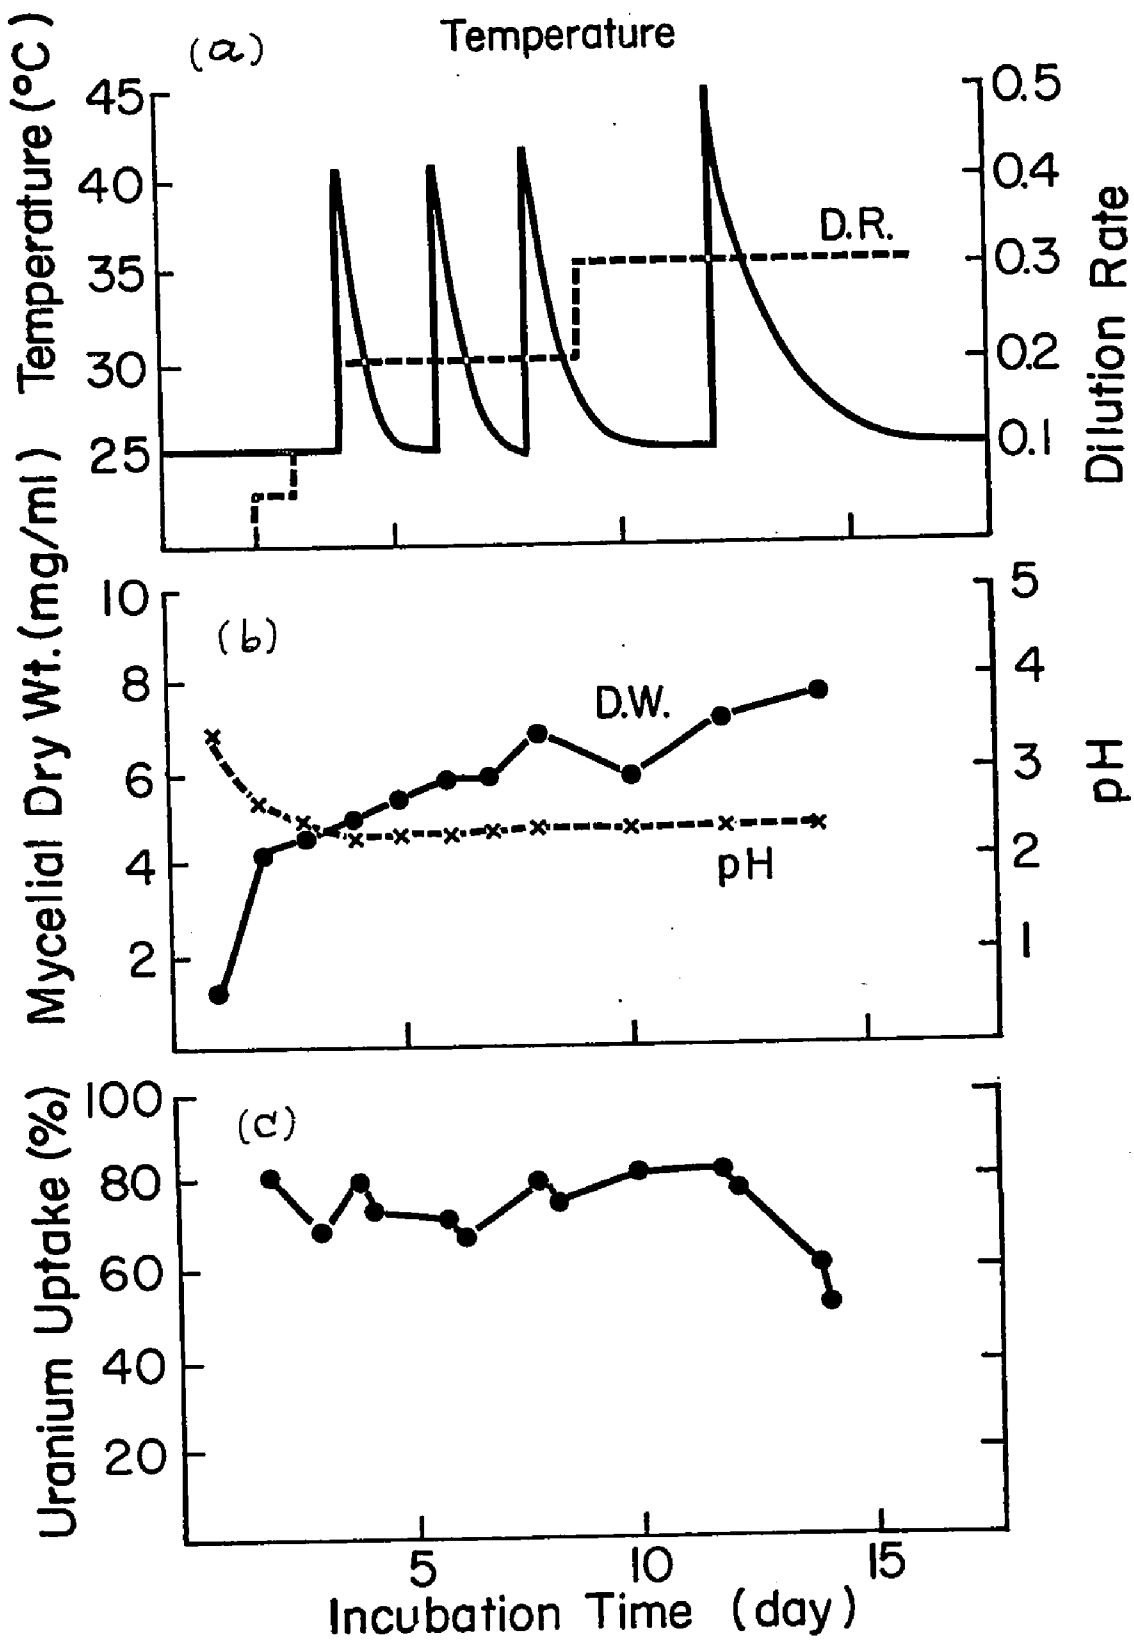 (a)
Temperature
Temperature (°C)
45
40
35
30
25
D.R.
0.5
0.4
0.3
0.2
0.1
Dilution Rate
(b)
Mycelial Dry Wt. (mg/ml)
10
8
6
4
2
D.W.
pH
5
4
3
2
1
pH
(c)
Uranium Uptake (%)
100
80
60
40
20
5 10 15
Incubation Time (day)